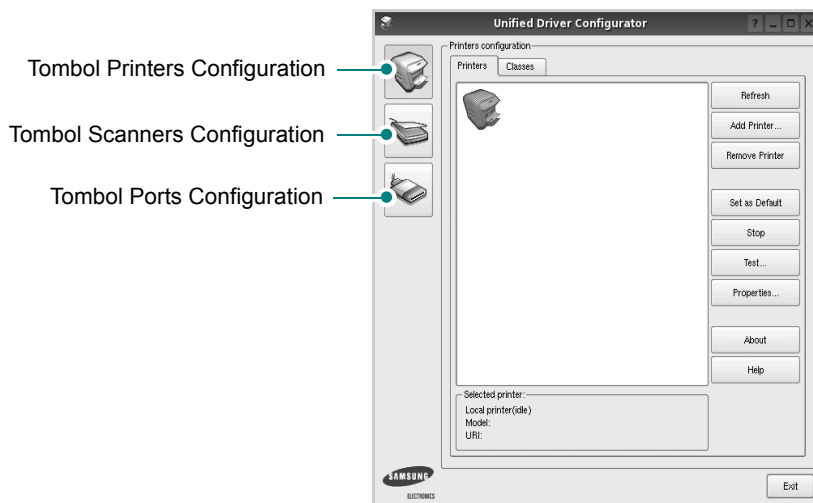 Unified Driver Configurator
Tombol Printers Configuration
Tombol Scanners Configuration
Tombol Ports Configuration
Printers configuration
Printers
Classes
Refresh
Add Printer...
Remove Printer
Set as Default
Stop
Test...
Properties...
About
Help
Selected printer:
Local printer(idle)
Model:
URI:
SAMSUNG
ELECTRONICS
Exit